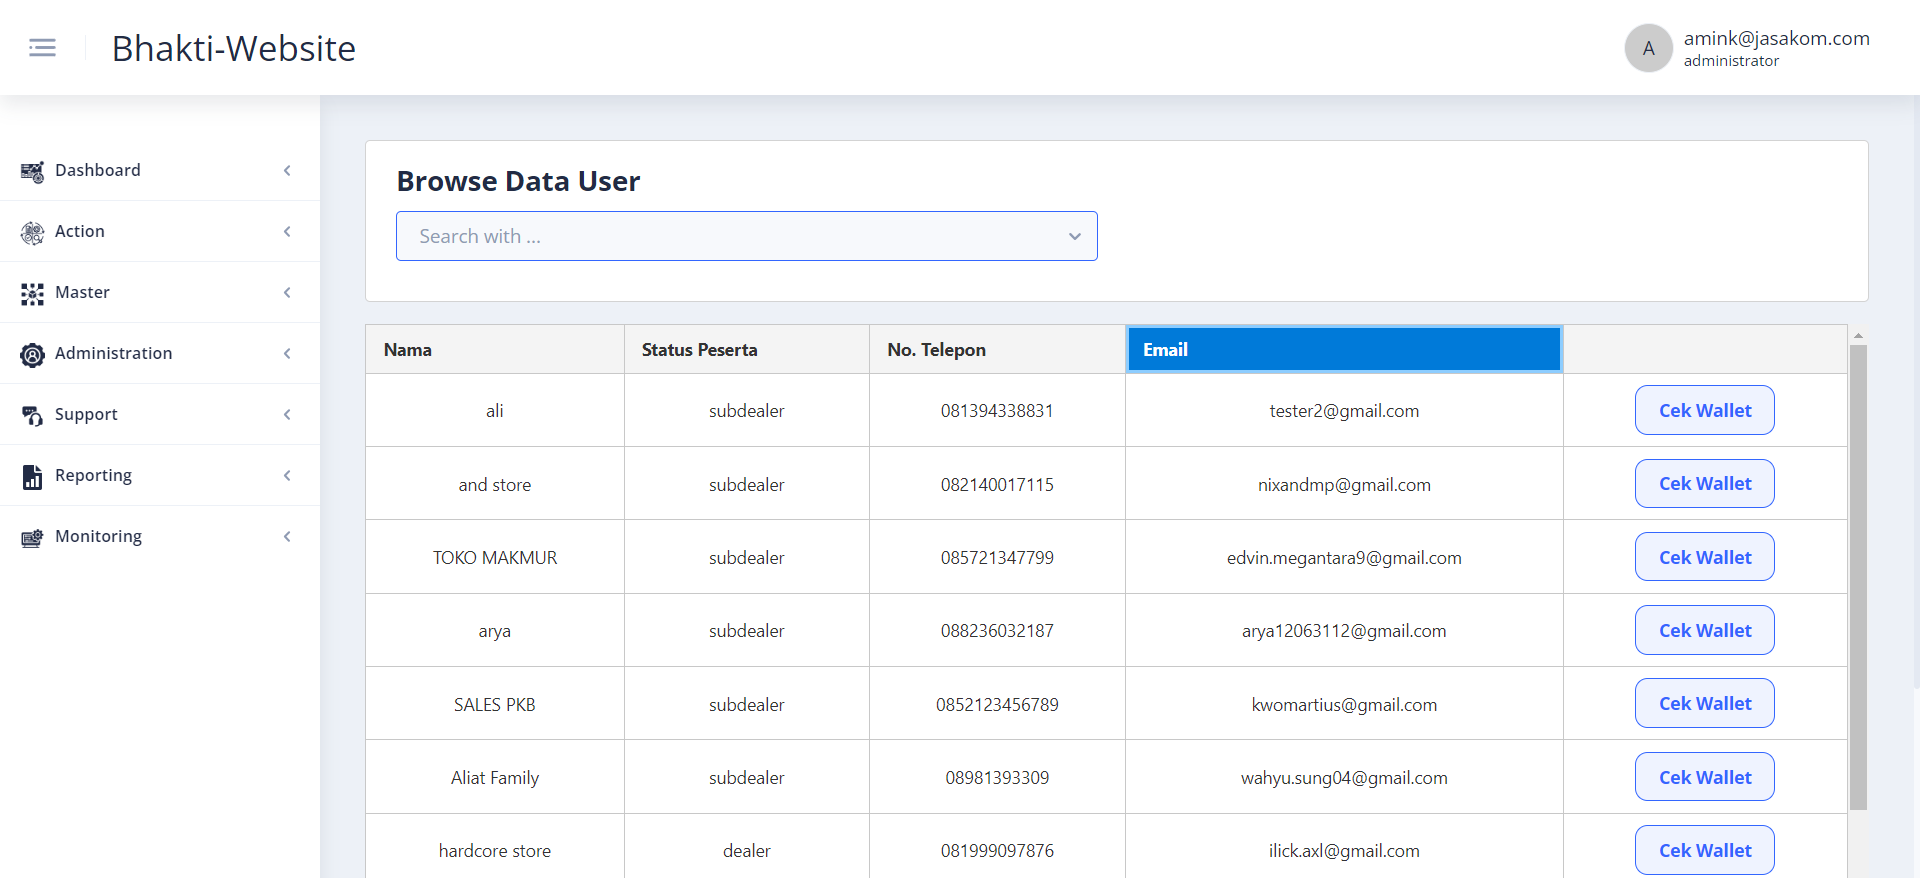 Bhakti-Website
A
amink@jasakom.com
administrator
Dashboard
Action
Master
Administration
Support
Reporting
Monitoring
Browse Data User
Search with ...
Nama Status Peserta No. Telepon Email
ali subdealer 081394338831 tester2@gmail.com Cek Wallet
and store subdealer 082140017115 nixandmp@gmail.com Cek Wallet
TOKO MAKMUR subdealer 085721347799 edvin.megantara9@gmail.com Cek Wallet
arya subdealer 088236032187 arya12063112@gmail.com Cek Wallet
SALES PKB subdealer 0852123456789 kwomartius@gmail.com Cek Wallet
Aliat Family subdealer 08981393309 wahyu.sung04@gmail.com Cek Wallet
hardcore store dealer 081999097876 ilick.axl@gmail.com Cek Wallet